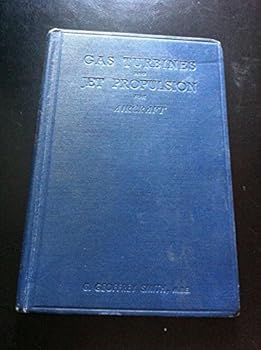 GAS TURBINES
AND
JET PROPULSION
FOR
AIRCRAFT
G. GEOFFREY SMITH, M.B.E.